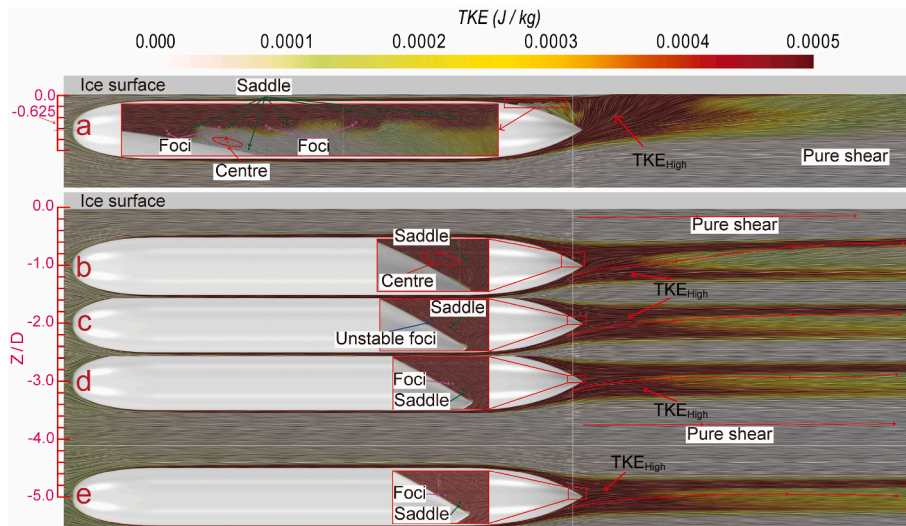 TKE (J / kg)
0.000 0.0001 0.0002 0.0003 0.0004 0.0005
Ice surface
0.0
-0.625
a
Saddle
Foci
Foci
Centre
TKEHigh
Pure shear
Ice surface
0.0
Pure shear
Saddle
-1.0
b
Centre
TKEHigh
Saddle
-2.0
c
Unstable foci
Z / D
Foci
-3.0
d
Saddle
TKEHigh
-4.0
Pure shear
TKEHigh
Foci
-5.0
e
Saddle